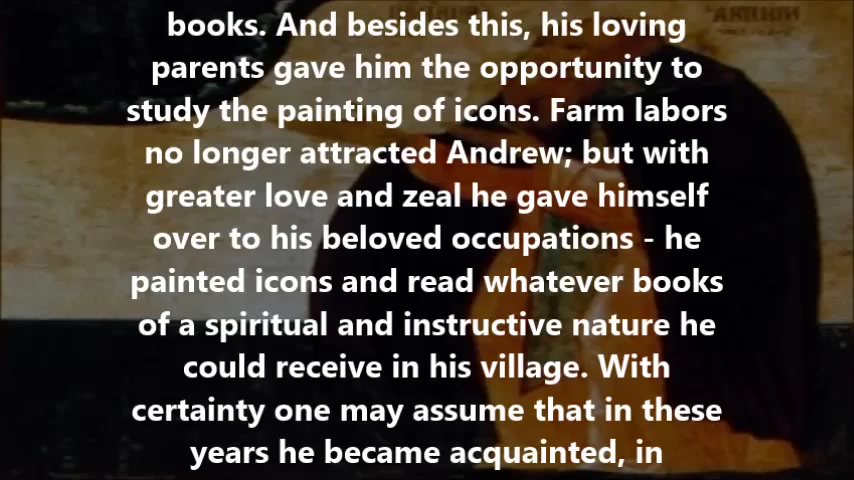 books. And besides this, his loving
parents gave him the opportunity to
study the painting of icons. Farm labors
no longer attracted Andrew; but with
greater love and zeal he gave himself
over to his beloved occupations - he
painted icons and read whatever books
of a spiritual and instructive nature he
could receive in his village. With
certainty one may assume that in these
years he became acquainted, in